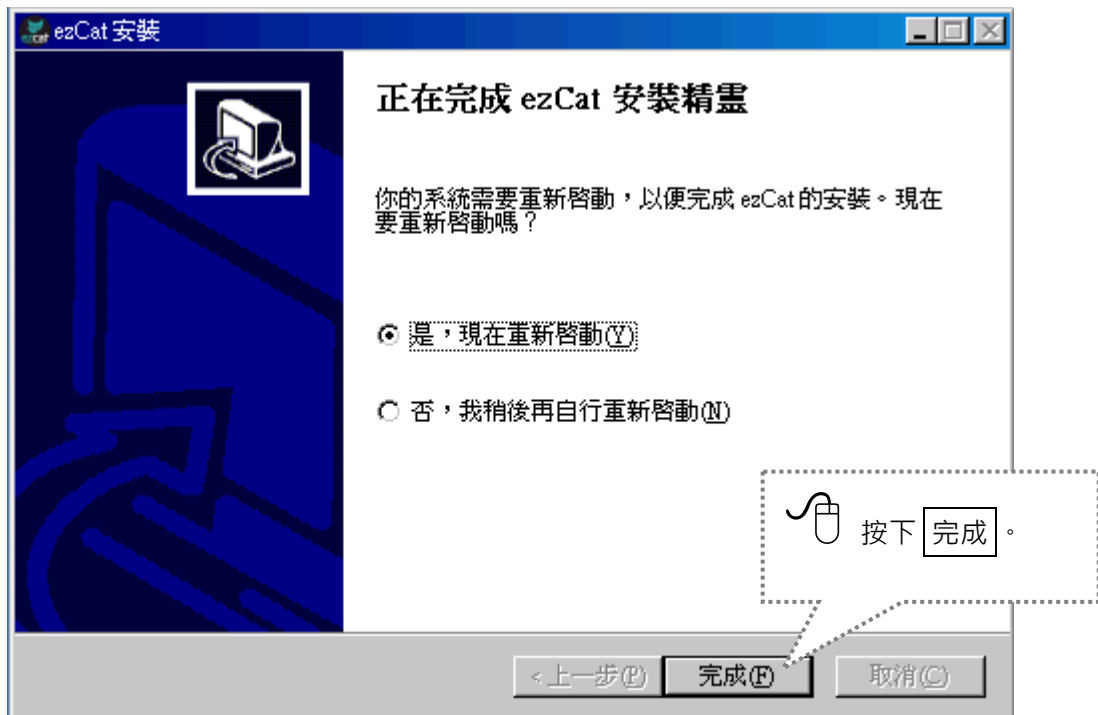 ezCat 安裝
正在完成 ezCat 安裝精靈
你的系統需要重新啓動，以便完成 ezCat 的安裝。現在
要重新啓動嗎？
是，現在重新啓動(Y)
否，我稍後再自行重新啓動(N)
按下 完成 。
< 上一步(P)
完成(F)
取消(C)